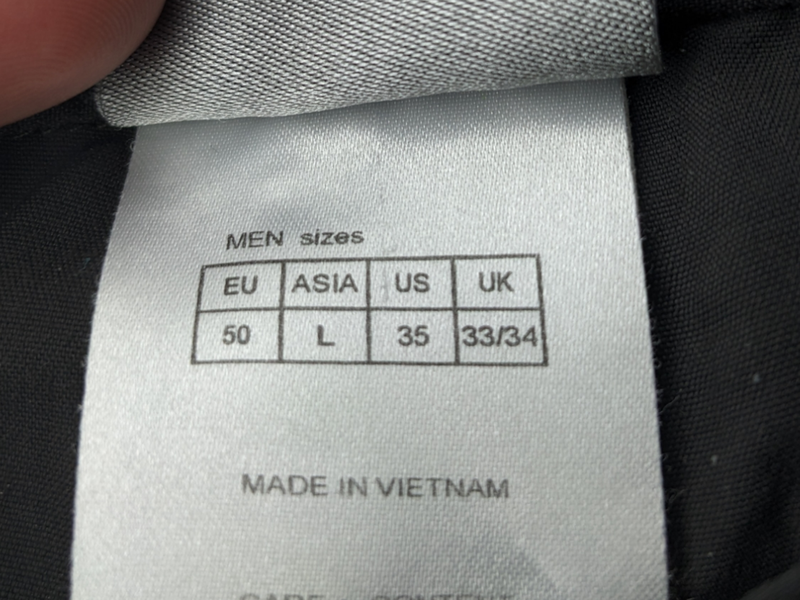 MEN sizes
EU ASIA US UK
50 L 35 33/34
MADE IN VIETNAM